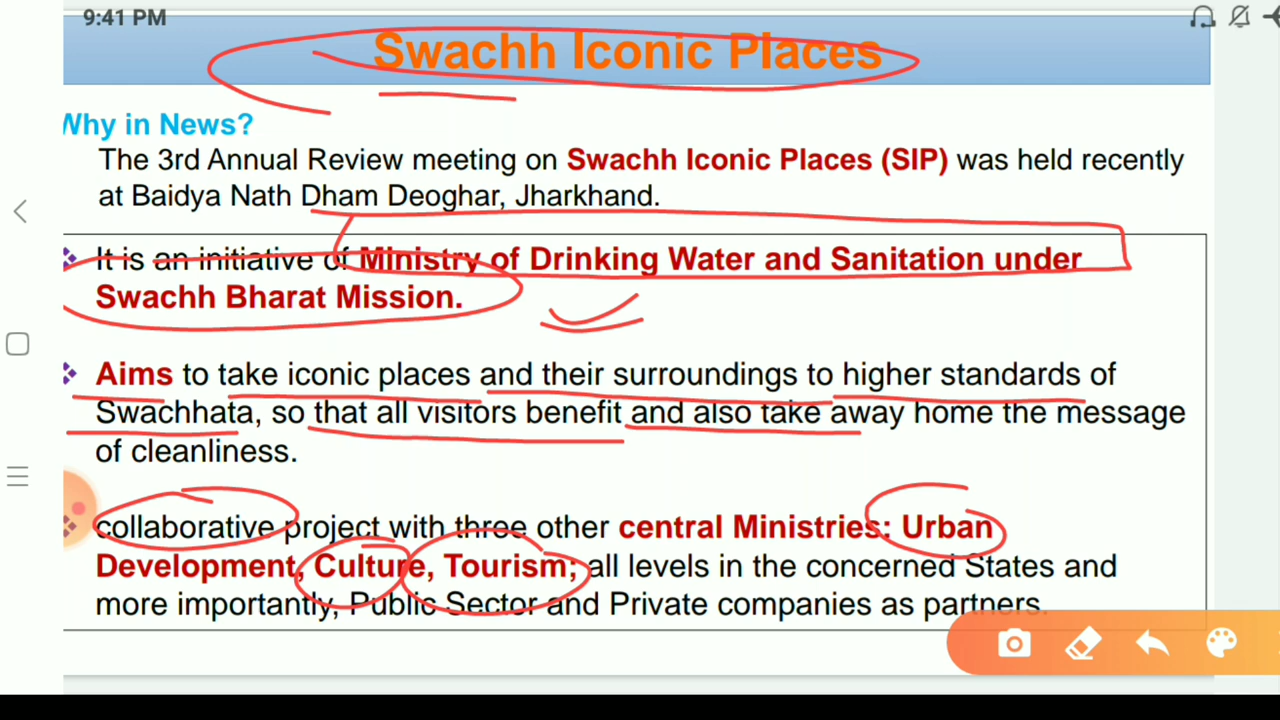 9:41 PM
Swachh Iconic Places
Why in News?
The 3rd Annual Review meeting on Swachh Iconic Places (SIP) was held recently
at Baidya Nath Dham Deoghar, Jharkhand.
It is an initiative of Ministry of Drinking Water and Sanitation under
Swachh Bharat Mission.
Aims to take iconic places and their surroundings to higher standards of
Swachhata, so that all visitors benefit and also take away home the message
of cleanliness.
collaborative project with three other central Ministries: Urban
Development, Culture, Tourism; all levels in the concerned States and
more importantly, Public Sector and Private companies as partners.